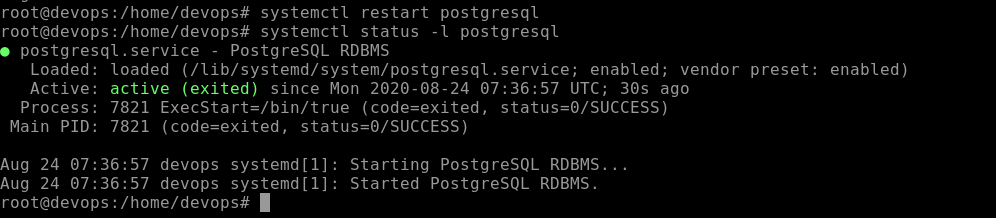 root@devops:/home/devops# systemctl restart postgresql
root@devops:/home/devops# systemctl status -l postgresql
● postgresql.service - PostgreSQL RDBMS
   Loaded: loaded (/lib/systemd/system/postgresql.service; enabled; vendor preset: enabled)
   Active: active (exited) since Mon 2020-08-24 07:36:57 UTC; 30s ago
  Process: 7821 ExecStart=/bin/true (code=exited, status=0/SUCCESS)
 Main PID: 7821 (code=exited, status=0/SUCCESS)

Aug 24 07:36:57 devops systemd[1]: Starting PostgreSQL RDBMS...
Aug 24 07:36:57 devops systemd[1]: Started PostgreSQL RDBMS.
root@devops:/home/devops#